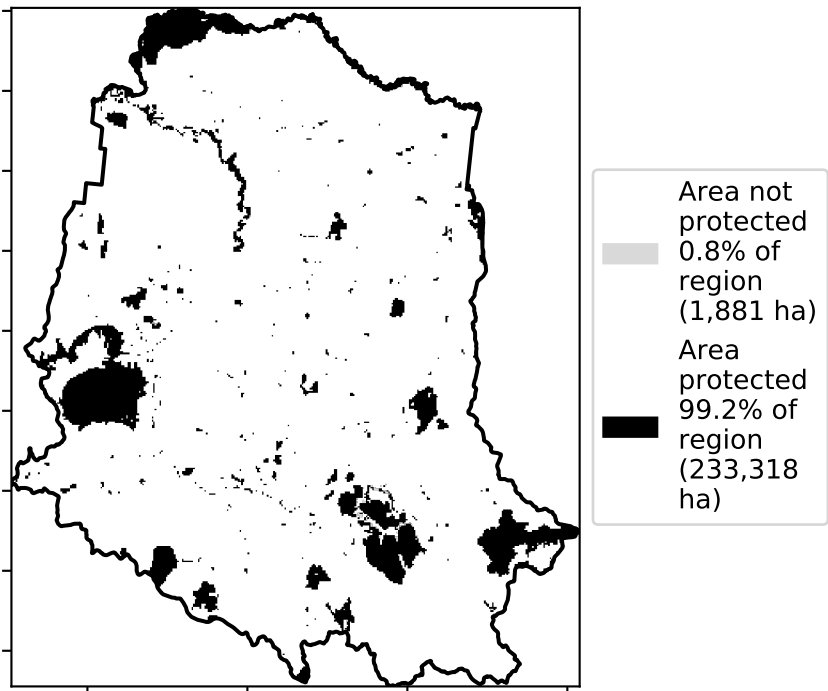 Area not
protected
0.8% of
region
(1,881 ha)
Area
protected
99.2% of
region
(233,318
ha)